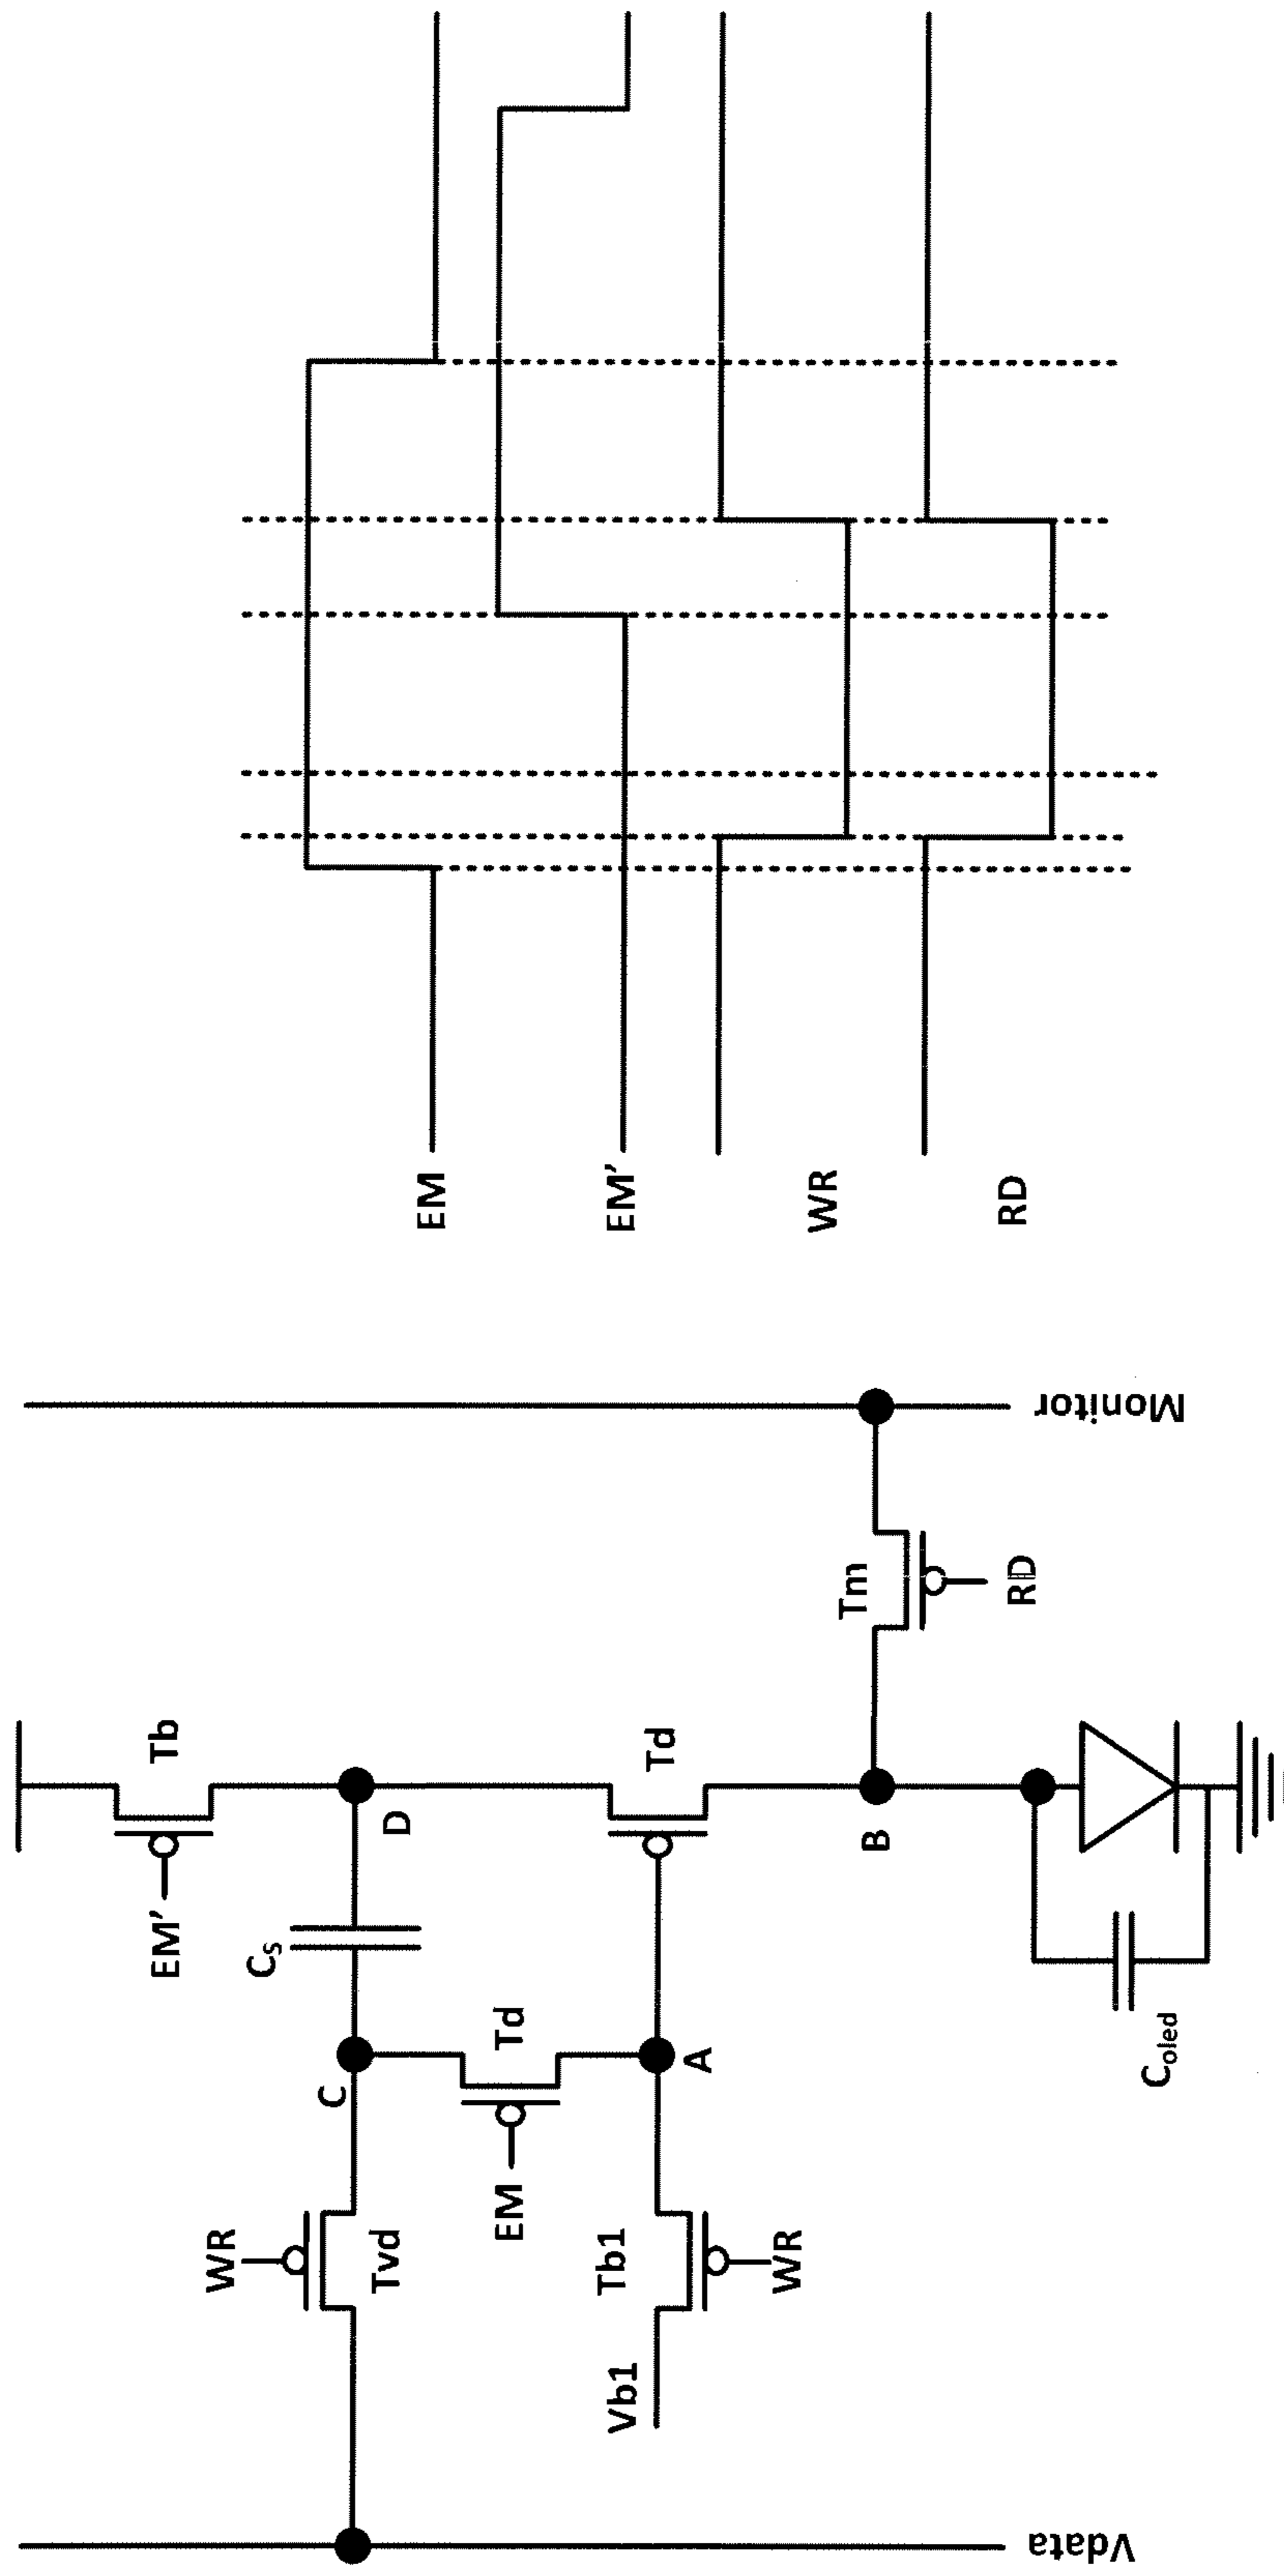 EM
EM’
WR
RD
Vdata
WR
Tvd
C
Cs
D
EM’
Tb
EM
Td
Td
Vb1
Tb1
WR
A
B
Tm
RD
Monitor
Coled